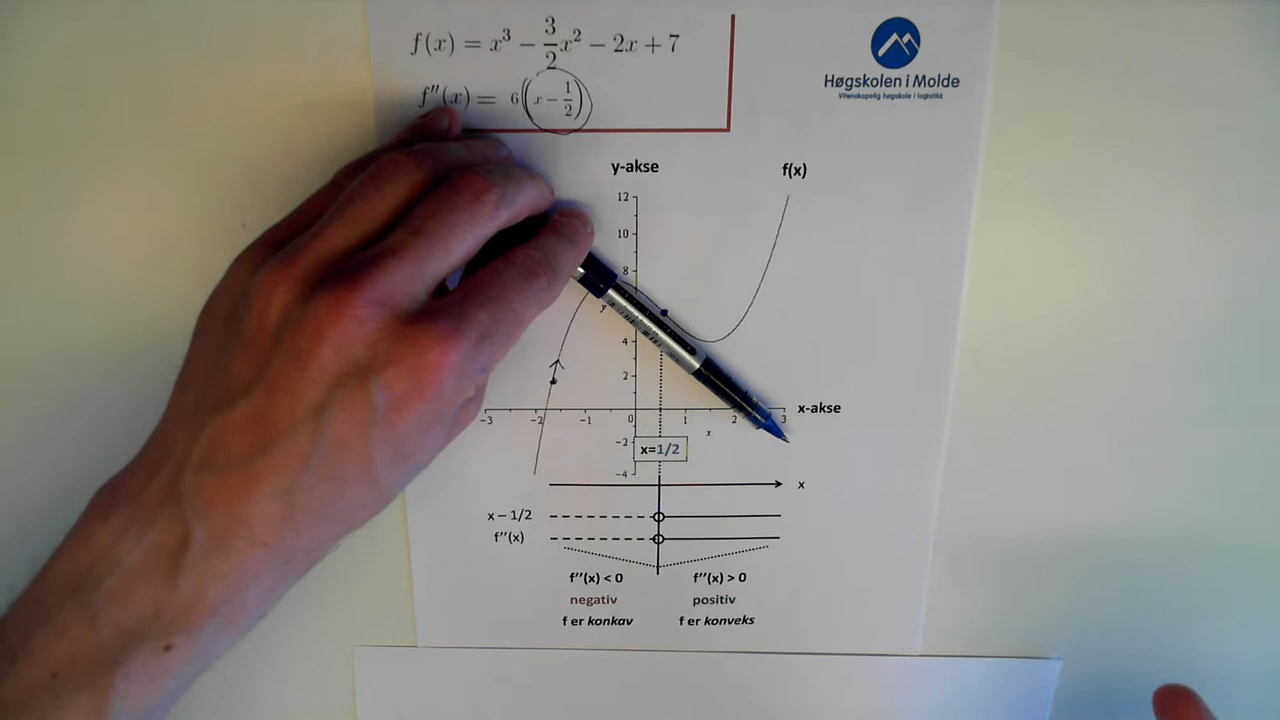 f(x) = x³ − 3/2 x² − 2x + 7
f''(x) = 6(x − 1/2)
Høgskolen i Molde
Vitenskapelig høgskole i logistikk
y-akse
f(x)
12
10
8
4
2
−3 −2 −1 0 1 2 3
x-akse
x
−2
x=1/2
−4
x
x – 1/2
f''(x)
f''(x) < 0 f''(x) > 0
negativ positiv
f er konkav f er konveks